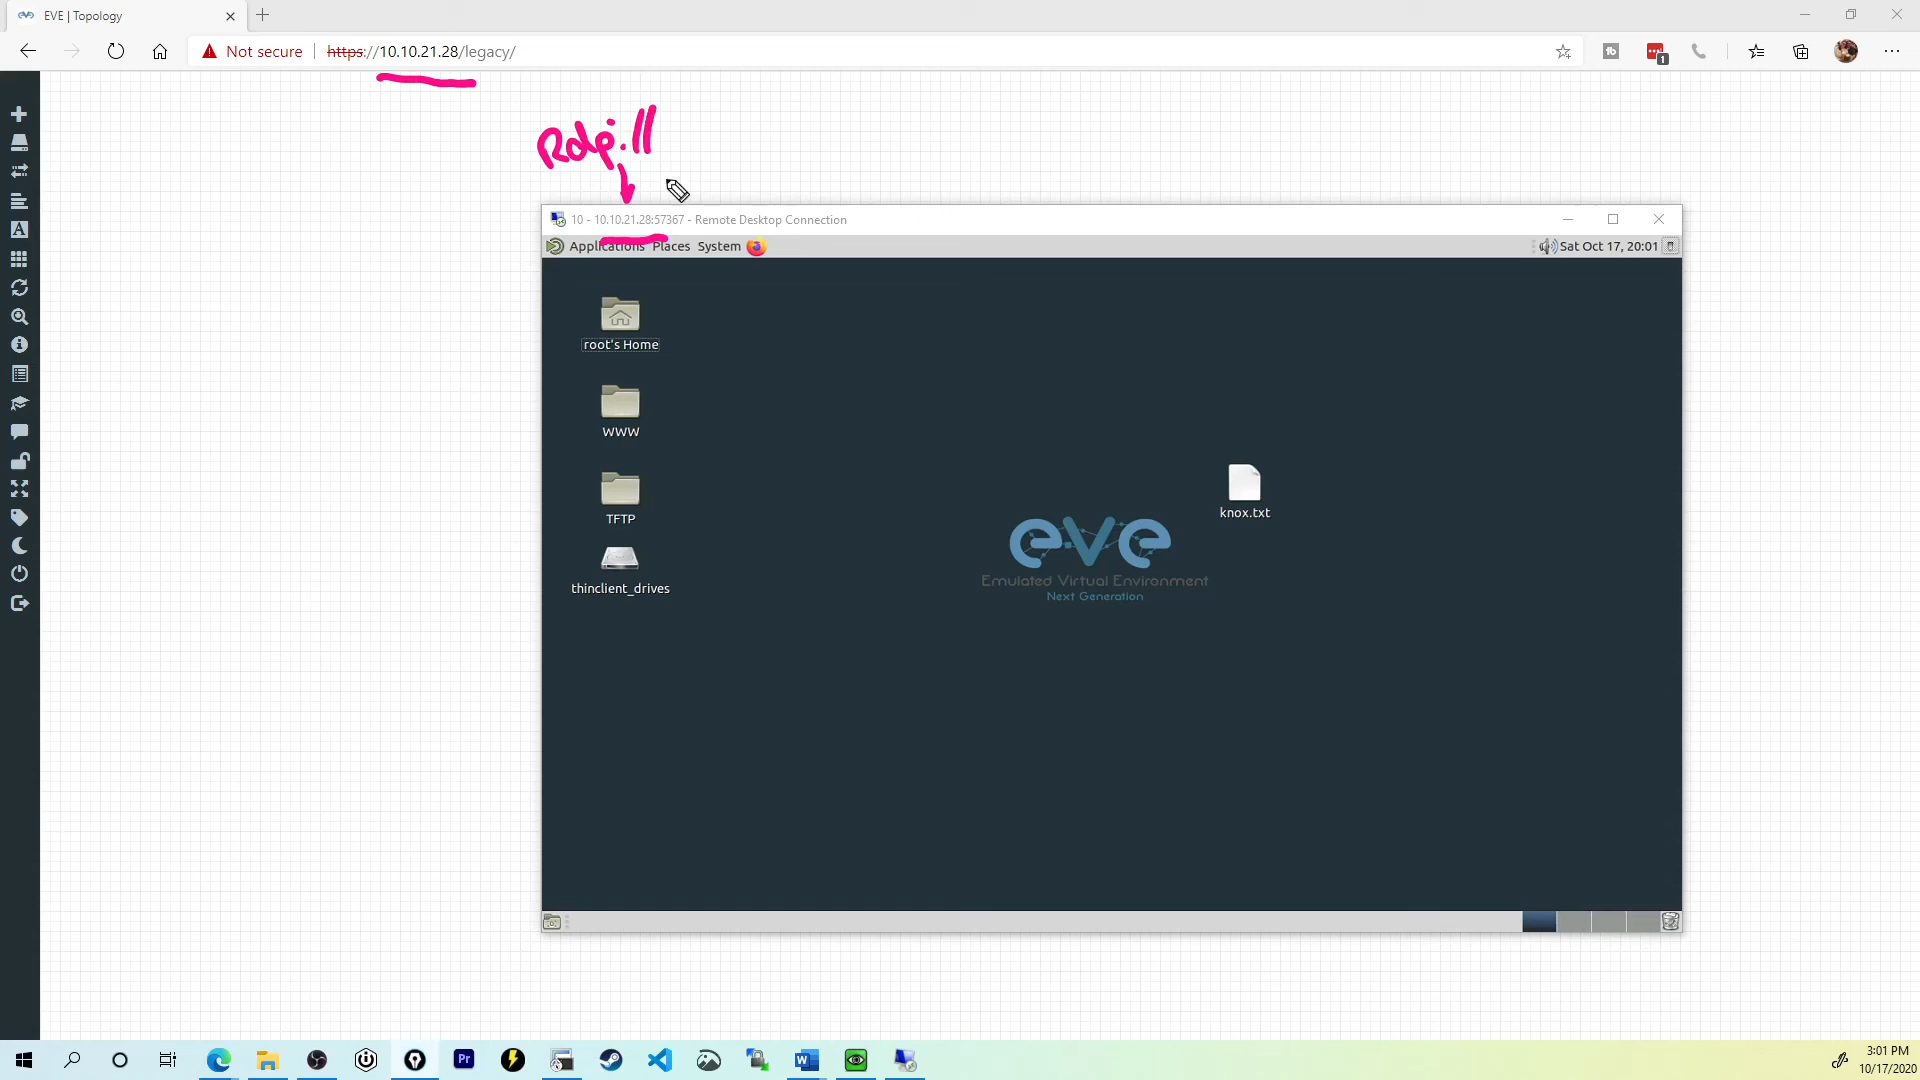 EVE | Topology
Not secure
https://10.10.21.28/legacy/
1
Rdp://
10 - 10.10.21.28:57367 - Remote Desktop Connection
Applications Places System
Sat Oct 17, 20:01
root's Home
WWW
TFTP
thinclient_drives
knox.txt
eve
Emulated Virtual Environment
Next Generation
A
Pr
3:01 PM
10/17/2020